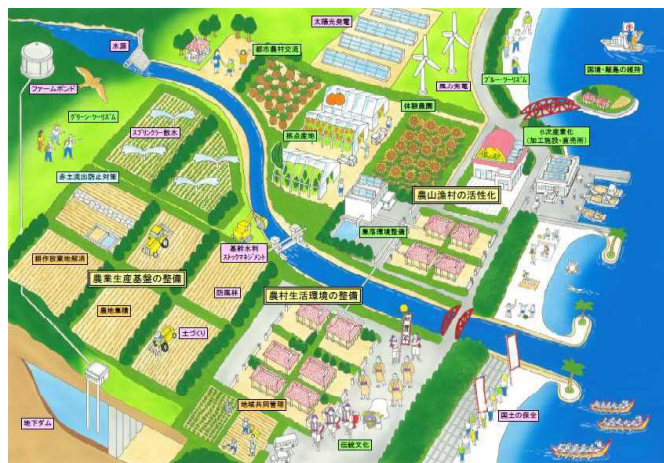 太陽光発電
水源
都市農村交流
国境・離島の維持
ファームポンド
風力発電
ブルー・ツーリズム
体験農園
グリーン・ツーリズム
スプリンクラー散水
拠点産地
6次産業化
(加工施設・直売所)
赤土流出防止対策
農山漁村の活性化
集落環境整備
基幹水利
ストックマネジメント
耕作放棄地解消
農業生産基盤の整備
防風林
農村生活環境の整備
農地集積
土づくり
地域共同管理
国土の保全
地下ダム
伝統文化